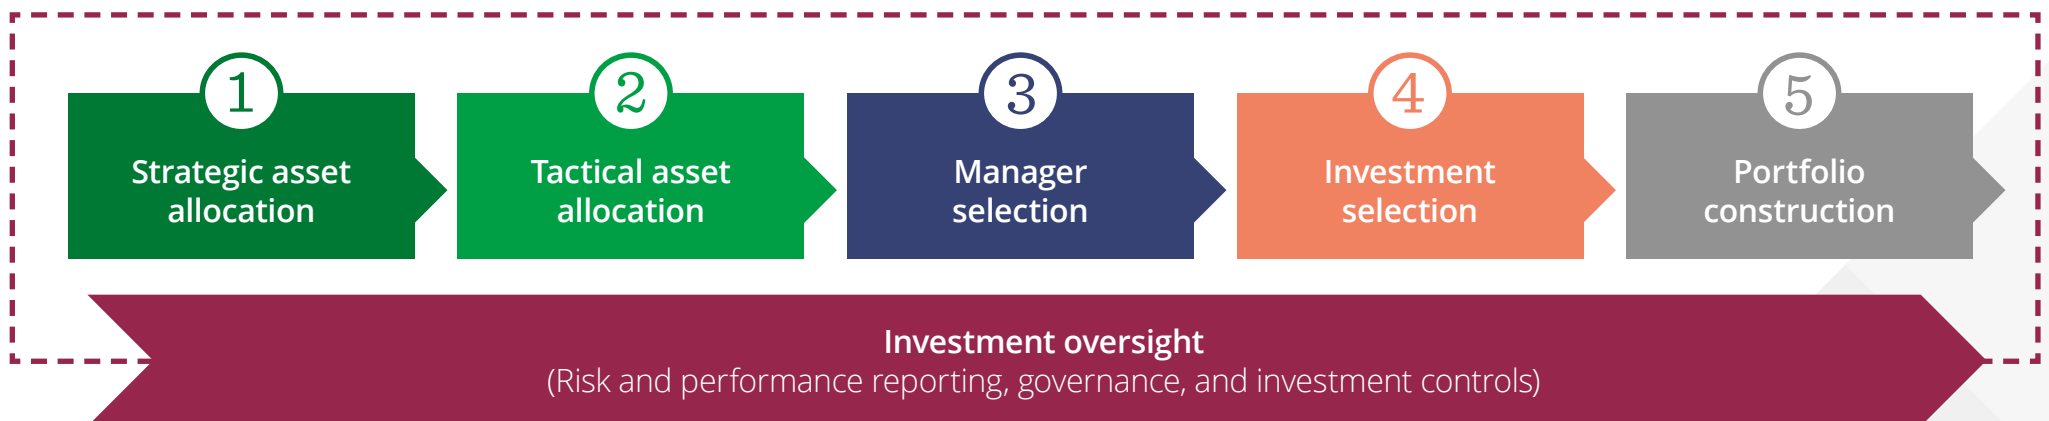 1
Strategic asset
allocation
2
Tactical asset
allocation
3
Manager
selection
4
Investment
selection
5
Portfolio
construction
Investment oversight
(Risk and performance reporting, governance, and investment controls)